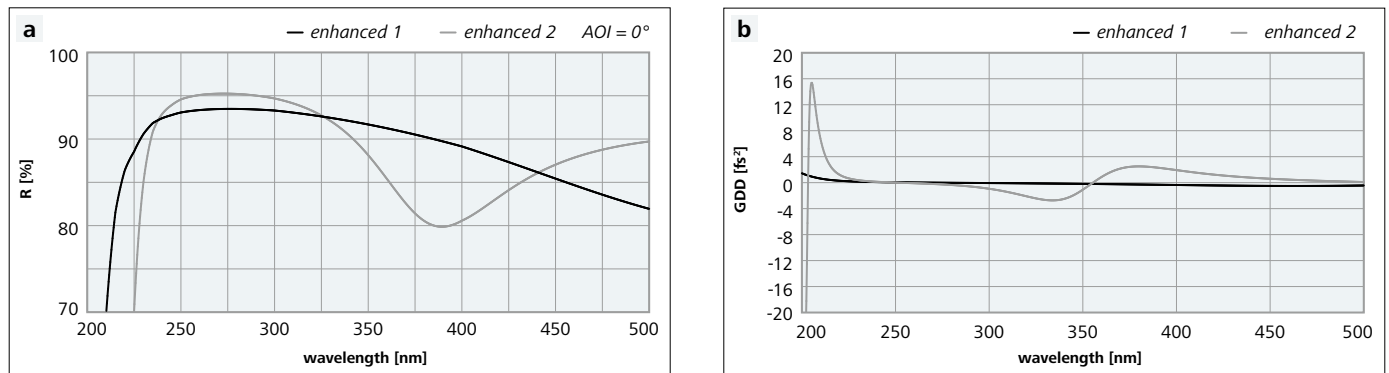 a
enhanced 1 enhanced 2 AOI = 0°
100
90
80
70
R [%]
200 250 300 350 400 450 500
wavelength [nm]
b
enhanced 1 enhanced 2
20
16
12
8
4
0
-4
-8
-12
-16
-20
GDD [fs²]
200 250 300 350 400 450 500
wavelength [nm]